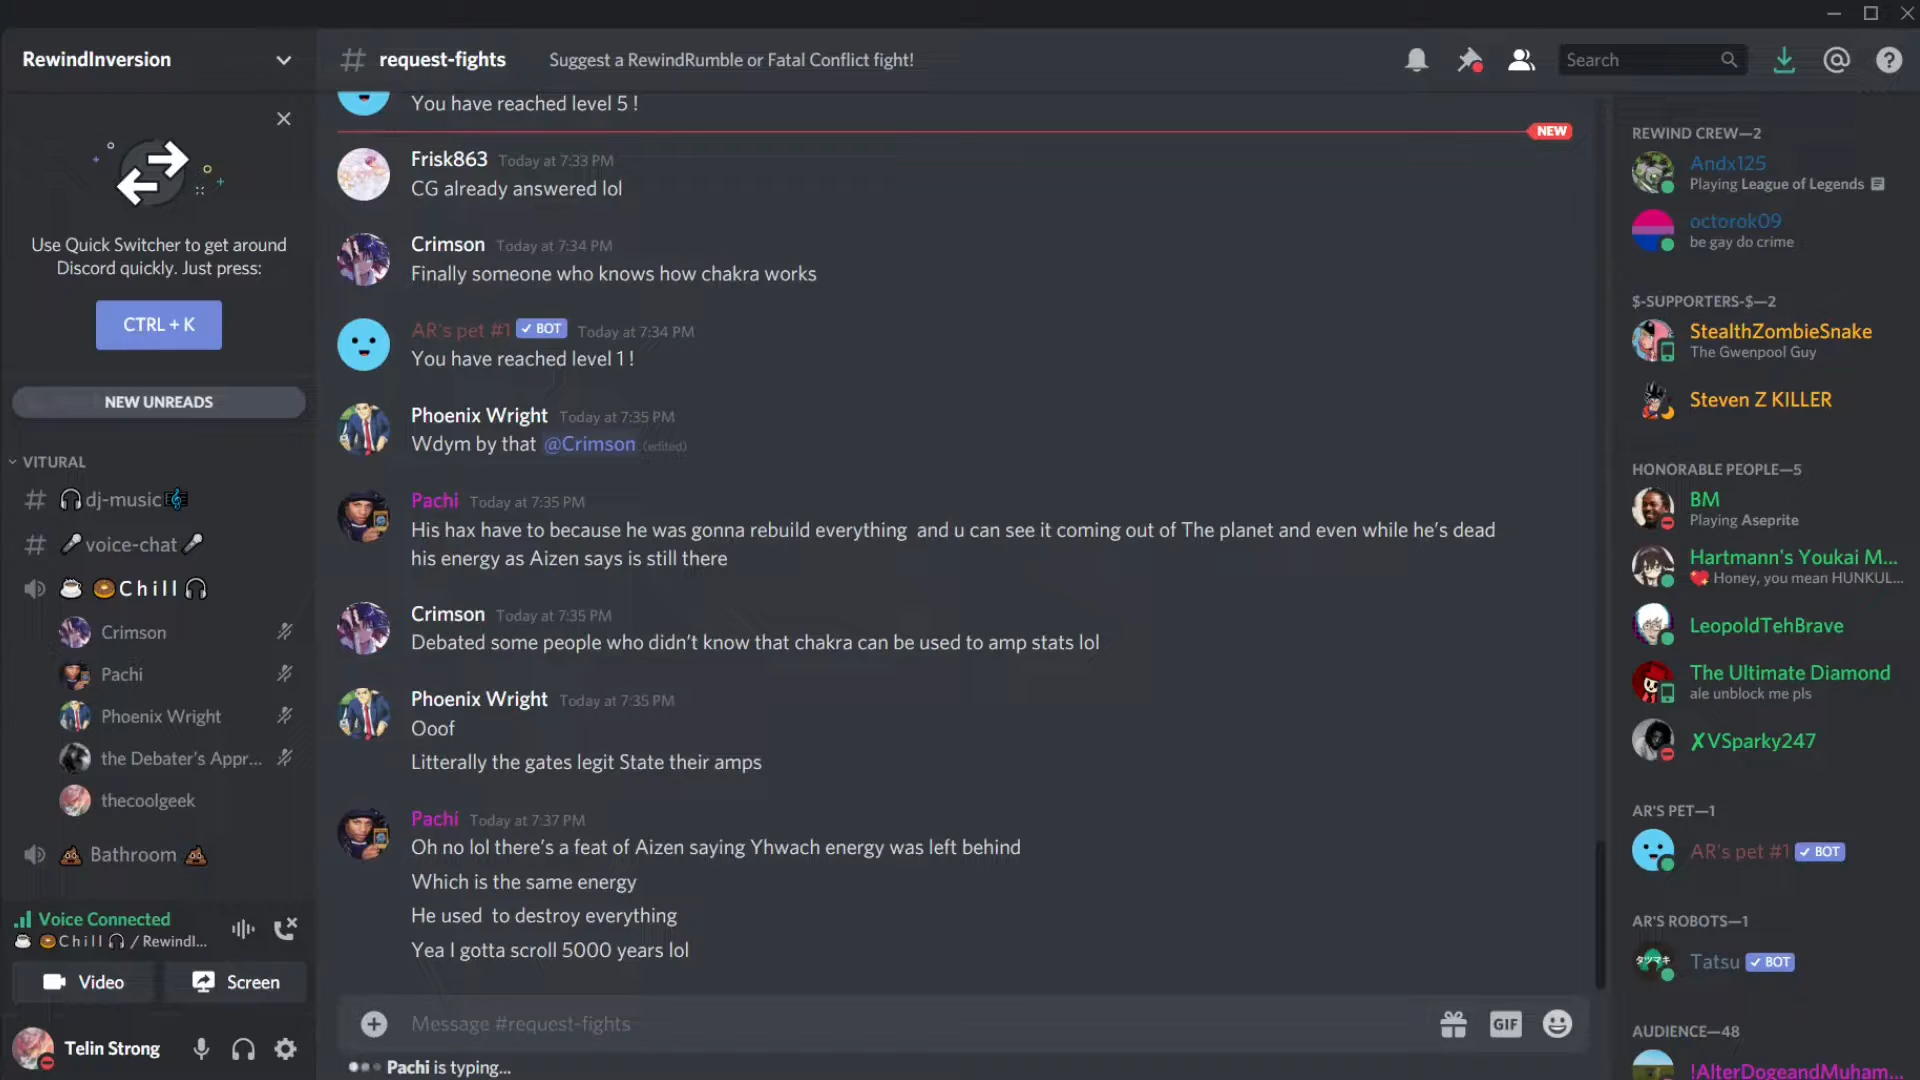 RewindInversion
request-fights
Suggest a RewindRumble or Fatal Conflict fight!
Search
Use Quick Switcher to get around
Discord quickly. Just press:
CTRL + K
NEW UNREADS
VITURAL
dj-music
voice-chat
Chill
Crimson
Pachi
Phoenix Wright
the Debater's Appr...
thecoolgeek
Bathroom
Voice Connected
Chill / RewindI...
Video
Screen
Telin Strong
You have reached level 5 !
NEW
Frisk863 Today at 7:33 PM
CG already answered lol
Crimson Today at 7:34 PM
Finally someone who knows how chakra works
AR's pet #1 BOT Today at 7:34 PM
You have reached level 1 !
Phoenix Wright Today at 7:35 PM
Wdym by that @Crimson (edited)
Pachi Today at 7:35 PM
His hax have to because he was gonna rebuild everything and u can see it coming out of The planet and even while he's dead
his energy as Aizen says is still there
Crimson Today at 7:35 PM
Debated some people who didn't know that chakra can be used to amp stats lol
Phoenix Wright Today at 7:35 PM
Ooof
Litterally the gates legit State their amps
Pachi Today at 7:37 PM
Oh no lol there's a feat of Aizen saying Yhwach energy was left behind
Which is the same energy
He used to destroy everything
Yea I gotta scroll 5000 years lol
Message #request-fights
GIF
Pachi is typing...
REWIND CREW—2
Andx125
Playing League of Legends
octorok09
be gay do crime
$-SUPPORTERS-$—2
StealthZombieSnake
The Gwenpool Guy
Steven Z KILLER
HONORABLE PEOPLE—5
BM
Playing Aseprite
Hartmann's Youkai M...
Honey, you mean HUNKUL...
LeopoldTehBrave
The Ultimate Diamond
ale unblock me pls
✗VSparky247
AR'S PET—1
AR's pet #1 BOT
AR'S ROBOTS—1
タツマキ
Tatsu BOT
AUDIENCE—48
!AlterDogeandMuham...